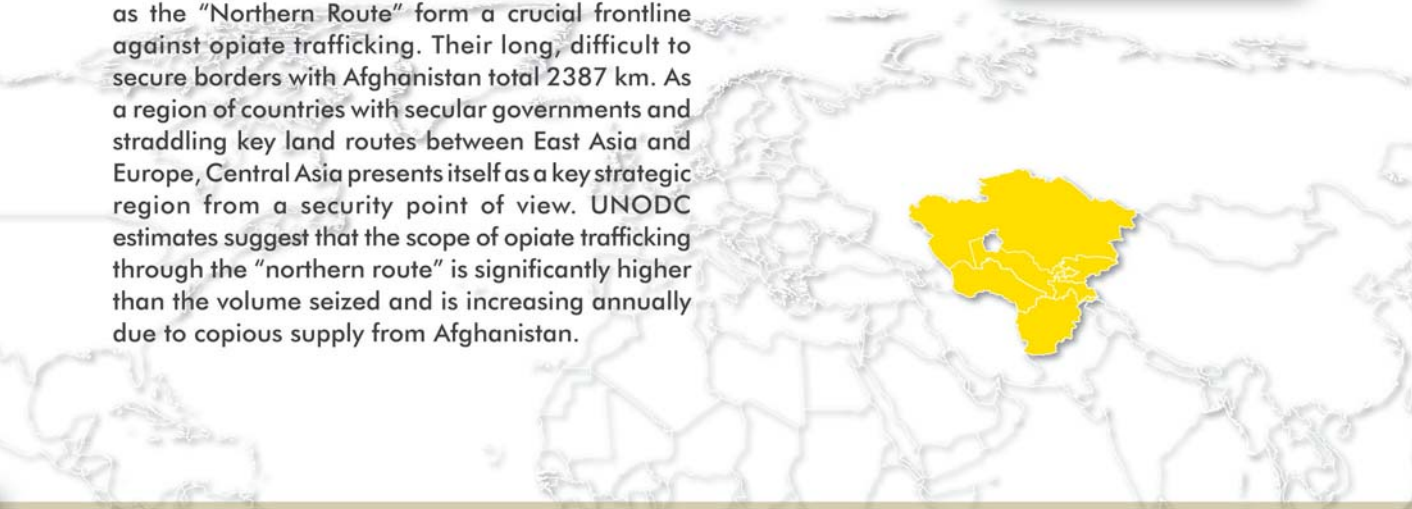 as the “Northern Route” form a crucial frontline
against opiate trafficking. Their long, difficult to
secure borders with Afghanistan total 2387 km. As
a region of countries with secular governments and
straddling key land routes between East Asia and
Europe, Central Asia presents itself as a key strategic
region from a security point of view. UNODC
estimates suggest that the scope of opiate trafficking
through the “northern route” is significantly higher
than the volume seized and is increasing annually
due to copious supply from Afghanistan.